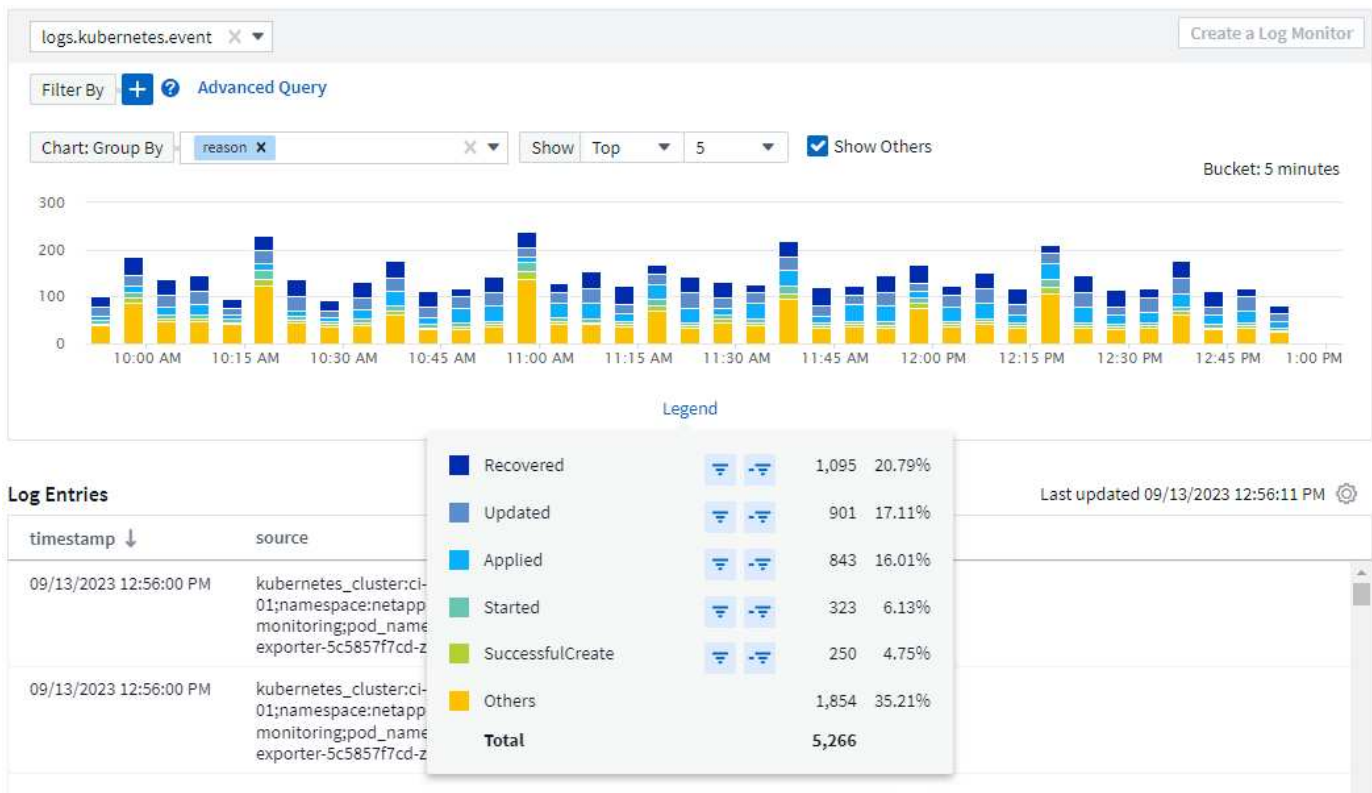 logs.kubernetes.event
Create a Log Monitor
Filter By + ? Advanced Query
Chart: Group By reason x Show Top 5 Show Others
Bucket: 5 minutes
300
200
100
0
10:00 AM 10:15 AM 10:30 AM 10:45 AM 11:00 AM 11:15 AM 11:30 AM 11:45 AM 12:00 PM 12:15 PM 12:30 PM 12:45 PM 1:00 PM
Legend
Recovered 1,095 20.79%
Updated 901 17.11%
Applied 843 16.01%
Started 323 6.13%
SuccessfulCreate 250 4.75%
Others 1,854 35.21%
Total 5,266
Log Entries
Last updated 09/13/2023 12:56:11 PM
timestamp ↓ source
09/13/2023 12:56:00 PM kubernetes_cluster:ci-
01;namespace:netapp
monitoring;pod_name
exporter-5c5857f7cd-z
09/13/2023 12:56:00 PM kubernetes_cluster:ci-
01;namespace:netapp
monitoring;pod_name
exporter-5c5857f7cd-z